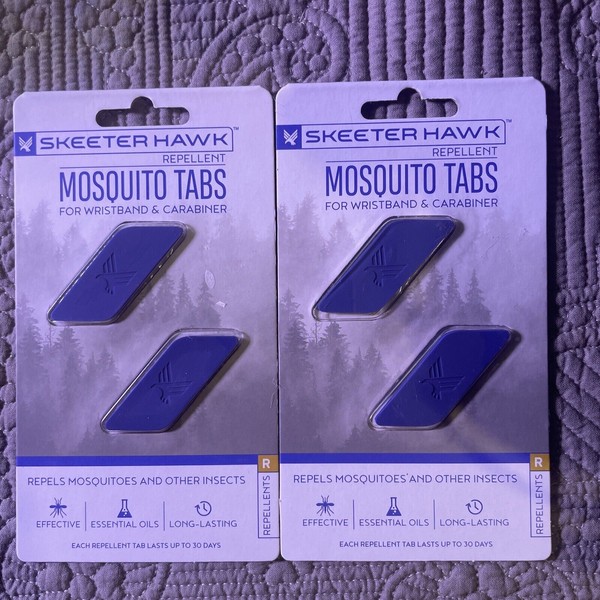 SKEETER HAWK™
REPELLENT
MOSQUITO TABS
FOR WRISTBAND & CARABINER
REPELS MOSQUITOES AND OTHER INSECTS
EFFECTIVE
ESSENTIAL OILS
LONG-LASTING
EACH REPELLENT TAB LASTS UP TO 30 DAYS
R
REPELLENTS
SKEETER HAWK™
REPELLENT
MOSQUITO TABS
FOR WRISTBAND & CARABINER
REPELS MOSQUITOES AND OTHER INSECTS
EFFECTIVE
ESSENTIAL OILS
LONG-LASTING
EACH REPELLENT TAB LASTS UP TO 30 DAYS
R
REPELLENTS